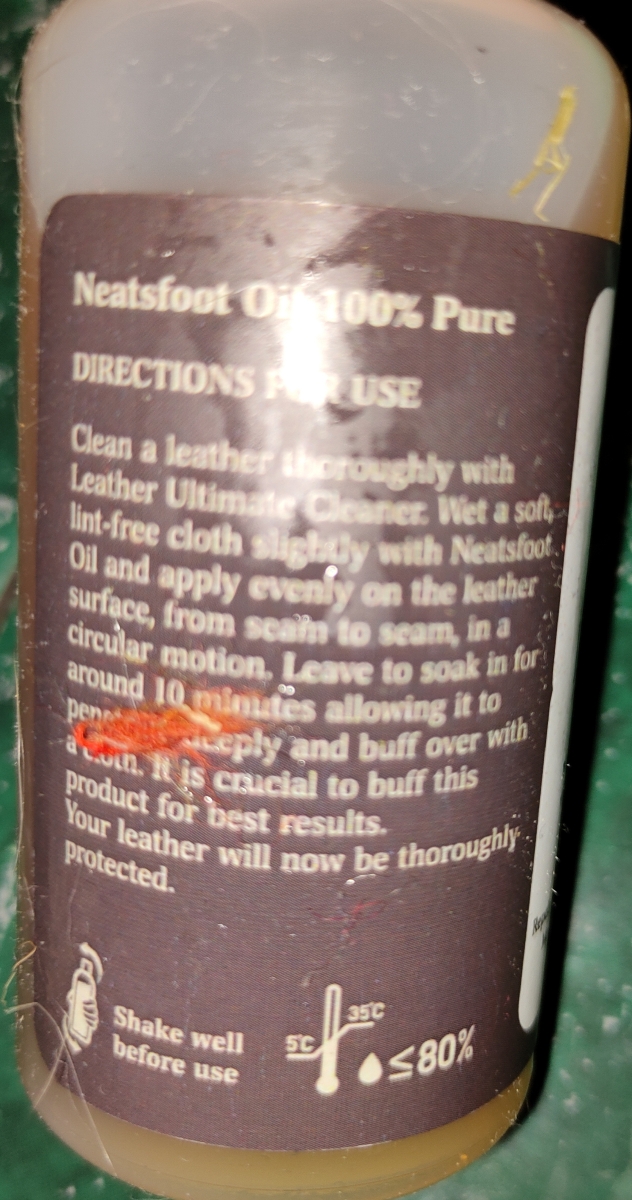 Neatsfoot Oil 100% Pure
DIRECTIONS FOR USE
Clean a leather thoroughly with
Leather Ultimate Cleaner. Wet a soft,
lint-free cloth slightly with Neatsfoot
Oil and apply evenly on the leather
surface, from seam to seam, in a
circular motion. Leave to soak in for
around 10 minutes allowing it to
deeply and buff over with
a cloth. It is crucial to buff this
product for best results.
Your leather will now be thoroughly
protected.
Shake well
before use
5°C
35°C
≤80%